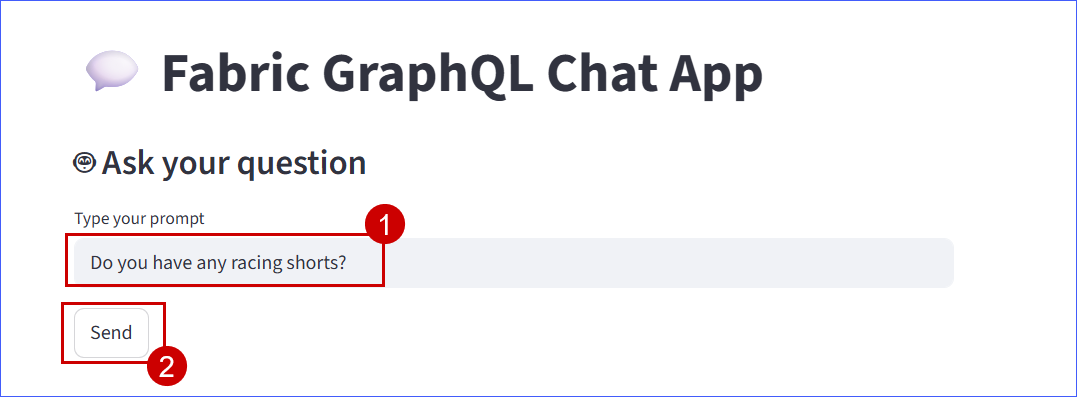 Fabric GraphQL Chat App
Ask your question
Type your prompt
1
Do you have any racing shorts?
Send
2